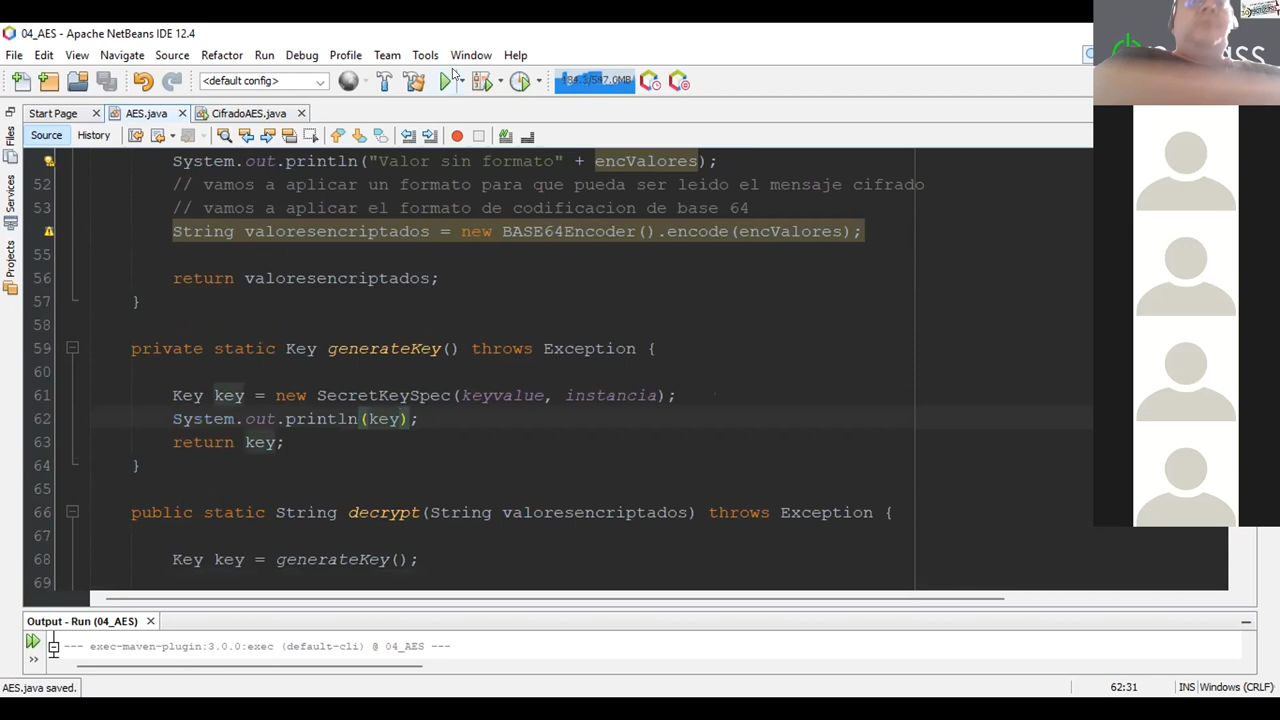 04_AES - Apache NetBeans IDE 12.4
File Edit View Navigate Source Refactor Run Debug Profile Team Tools Window Help
<default config>
Start Page AES.java CifradoAES.java
Source History
Files
Services
Projects
System.out.println("Valor sin formato" + encValores);
52 // vamos a aplicar un formato para que pueda ser leido el mensaje cifrado
53 // vamos a aplicar el formato de codificacion de base 64
String valoresencriptados = new BASE64Encoder().encode(encValores);
55
56 return valoresencriptados;
57 }
58
59 private static Key generateKey() throws Exception {
60
61 Key key = new SecretKeySpec(keyvalue, instancia);
62 System.out.println(key);
63 return key;
64 }
65
66 public static String decrypt(String valoresencriptados) throws Exception {
67
68 Key key = generateKey();
69
Output - Run (04_AES)
--- exec-maven-plugin:3.0.0:exec (default-cli) @ 04_AES ---
AES.java saved.
62:31 INS Windows (CRLF)